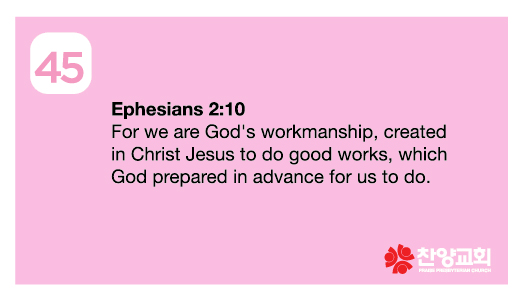 45
Ephesians 2:10
For we are God's workmanship, created
in Christ Jesus to do good works, which
God prepared in advance for us to do.
찬양교회
PRAISE PRESBYTERIAN CHURCH